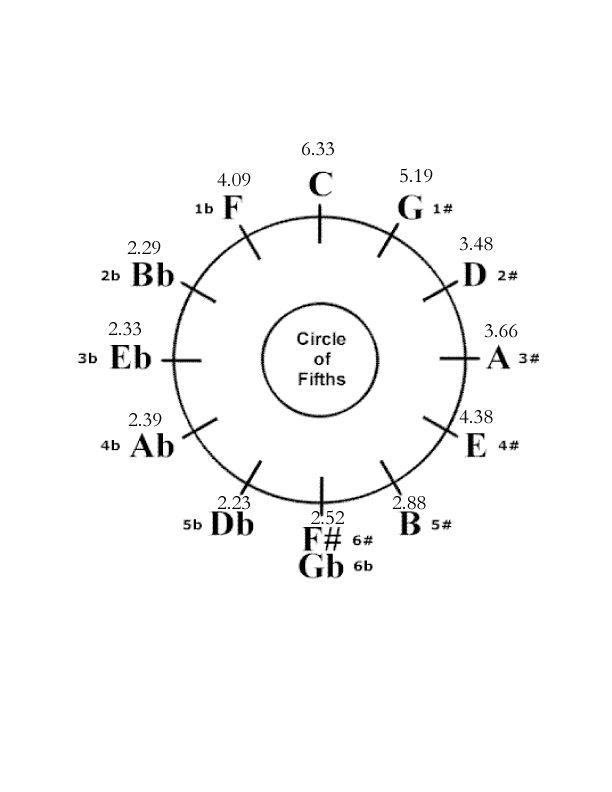 6.33
C
4.09
F 1b
5.19
G 1#
2.29
Bb 2b
3.48
D 2#
2.33
Eb 3b
3.66
A 3#
Circle
of
Fifths
2.39
Ab 4b
4.38
E 4#
2.23
Db 5b
2.88
B 5#
2.52
F# 6#
Gb 6b